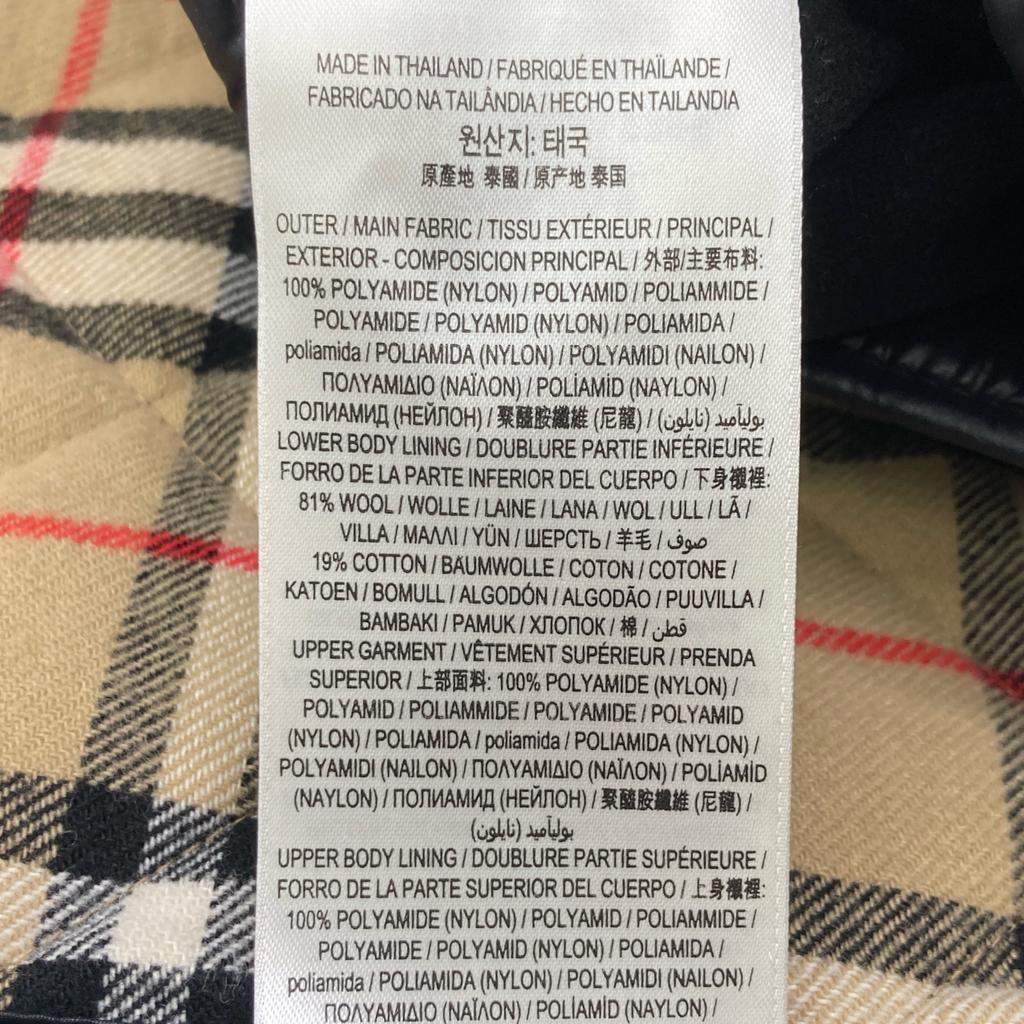 MADE IN THAILAND / FABRIQUÉ EN THAÏLANDE /
FABRICADO NA TAILÂNDIA / HECHO EN TAILANDIA
원산지: 태국
原產地 泰國 / 原产地 泰国
OUTER / MAIN FABRIC / TISSU EXTÉRIEUR / PRINCIPAL /
EXTERIOR - COMPOSICION PRINCIPAL / 外部/主要布料:
100% POLYAMIDE (NYLON) / POLYAMID / POLIAMMIDE /
POLYAMIDE / POLYAMID (NYLON) / POLIAMIDA /
poliamida / POLIAMIDA (NYLON) / POLYAMIDI (NAILON) /
ΠΟΛΥΑΜΙΔΙΟ (ΝΑΪΛΟΝ) / POLİAMİD (NAYLON) /
ПОЛИАМИД (НЕЙЛОН) / 聚醯胺纖維 (尼龍) / بوليآميد (نايلون)
LOWER BODY LINING / DOUBLURE PARTIE INFÉRIEURE /
FORRO DE LA PARTE INFERIOR DEL CUERPO / 下身襯裡:
81% WOOL / WOLLE / LAINE / LANA / WOL / ULL / LÃ /
VILLA / ΜΑΛΛΙ / YÜN / ШЕРСТЬ / 羊毛 / صوف
19% COTTON / BAUMWOLLE / COTON / COTONE /
KATOEN / BOMULL / ALGODÓN / ALGODÃO / PUUVILLA /
BAMBAKI / PAMUK / ХЛОПОК / 棉 / قطن
UPPER GARMENT / VÊTEMENT SUPÉRIEUR / PRENDA
SUPERIOR / 上部面料: 100% POLYAMIDE (NYLON) /
POLYAMID / POLIAMMIDE / POLYAMIDE / POLYAMID
(NYLON) / POLIAMIDA / poliamida / POLIAMIDA (NYLON) /
POLYAMIDI (NAILON) / ΠΟΛΥΑΜΙΔΙΟ (ΝΑΪΛΟΝ) / POLİAMİD
(NAYLON) / ПОЛИАМИД (НЕЙЛОН) / 聚醯胺纖維 (尼龍) /
بوليآميد (نايلون)
UPPER BODY LINING / DOUBLURE PARTIE SUPÉRIEURE /
FORRO DE LA PARTE SUPERIOR DEL CUERPO / 上身襯裡:
100% POLYAMIDE (NYLON) / POLYAMID / POLIAMMIDE /
POLYAMIDE / POLYAMID (NYLON) / POLIAMIDA /
poliamida / POLIAMIDA (NYLON) / POLYAMIDI (NAILON) /
ΠΟΛΥΑΜΙΔΙΟ (ΝΑΪΛΟΝ) / POLİAMİD (NAYLON) /